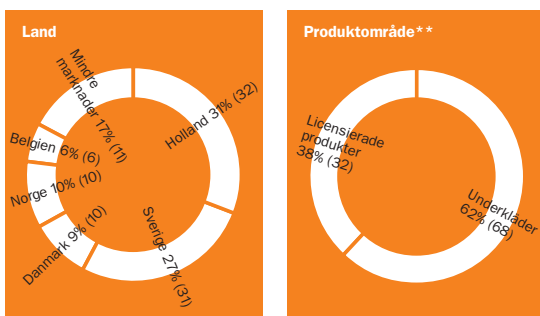 Land
Holland 31% (32)
Sverige 27% (31)
Danmark 9% (10)
Norge 10% (10)
Belgien 6% (6)
Mindre
marknader 17% (11)
Produktområde**
Underkläder
62% (68)
Licensierade
produkter
38% (32)